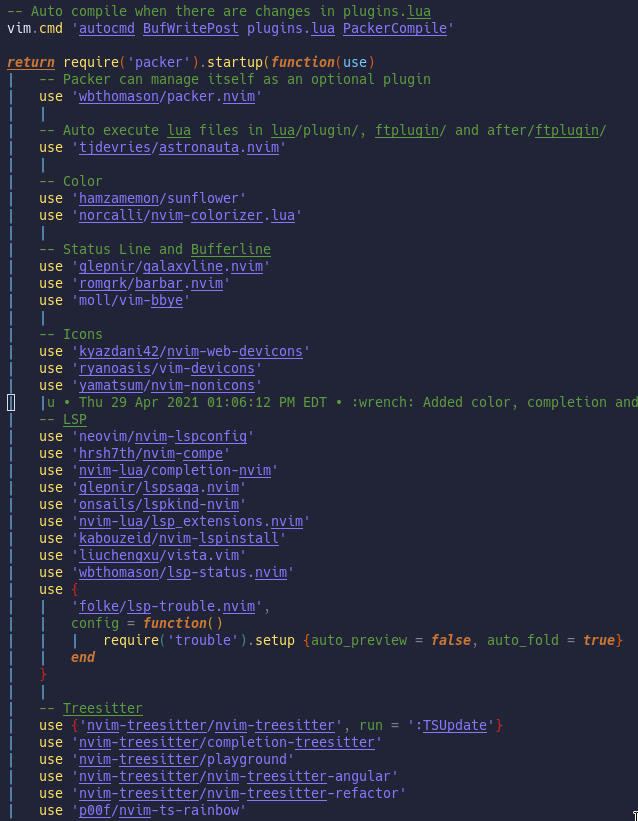 -- Auto compile when there are changes in plugins.lua
vim.cmd 'autocmd BufWritePost plugins.lua PackerCompile'
return require('packer').startup(function(use)
-- Packer can manage itself as an optional plugin
use 'wbthomason/packer.nvim'
-- Auto execute lua files in lua/plugin/, ftplugin/ and after/ftplugin/
use 'tjdevries/astronauta.nvim'
-- Color
use 'hamzamemon/sunflower'
use 'norcalli/nvim-colorizer.lua'
-- Status Line and Bufferline
use 'glepnir/galaxyline.nvim'
use 'romgrk/barbar.nvim'
use 'moll/vim-bbye'
-- Icons
use 'kyazdani42/nvim-web-devicons'
use 'ryanoasis/vim-devicons'
use 'yamatsum/nvim-nonicons'
u • Thu 29 Apr 2021 01:06:12 PM EDT • :wrench: Added color, completion and
-- LSP
use 'neovim/nvim-lspconfig'
use 'hrsh7th/nvim-compe'
use 'nvim-lua/completion-nvim'
use 'glepnir/lspsaga.nvim'
use 'onsails/lspkind-nvim'
use 'nvim-lua/lsp_extensions.nvim'
use 'kabouzeid/nvim-lspinstall'
use 'liuchengxu/vista.vim'
use 'wbthomason/lsp-status.nvim'
use {
'folke/lsp-trouble.nvim',
config = function()
require('trouble').setup {auto_preview = false, auto_fold = true}
end
}
-- Treesitter
use {'nvim-treesitter/nvim-treesitter', run = ':TSUpdate'}
use 'nvim-treesitter/completion-treesitter'
use 'nvim-treesitter/playground'
use 'nvim-treesitter/nvim-treesitter-angular'
use 'nvim-treesitter/nvim-treesitter-refactor'
use 'p00f/nvim-ts-rainbow'